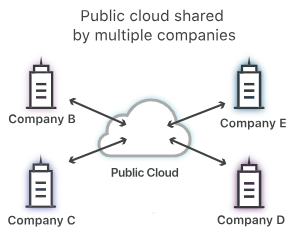 Public cloud shared
by multiple companies
Company B
Company E
Public Cloud
Company C
Company D